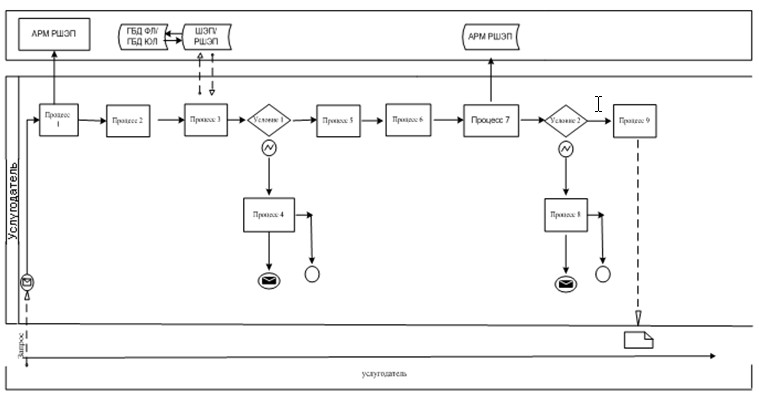 АРМ РШЭП
ГБД ФЛ/
ГБД ЮЛ
ШЭП/
РШЭП
АРМ РШЭП
Процесс
1
Процесс 2
Процесс 3
Условие 1
Процесс 5
Процесс 6
Процесс 7
Условие 2
Процесс 9
Процесс 4
Процесс 8
Услугодатель
Запрос
услугодатель